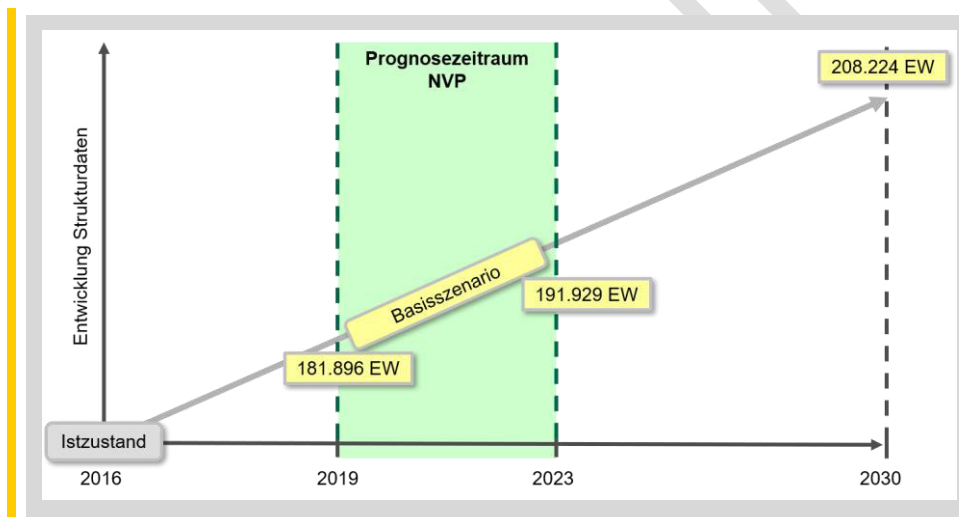 Prognosezeitraum
NVP
208.224 EW
Entwicklung Strukturdaten
Basisszenario
191.929 EW
181.896 EW
Istzustand
2016
2019
2023
2030